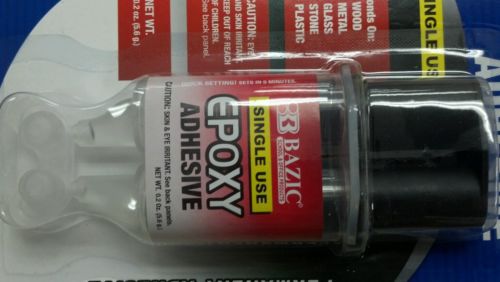 NET WT.
0.2 oz. (5.6 g.)
CAUTION: EYE
AND SKIN IRRITANT
KEEP OUT OF REACH
OF CHILDREN.
See back panel.
Bonds On:
WOOD
METAL
GLASS
STONE
PLASTIC
SINGLE USE
QUICK SETTING! SETS IN 5 MINUTES.
BAZIC
SINGLE USE
EPOXY
ADHESIVE
CAUTION: SKIN & EYE IRRITANT. See back panels.
NET WT. 0.2 Oz. (5.6 g.)